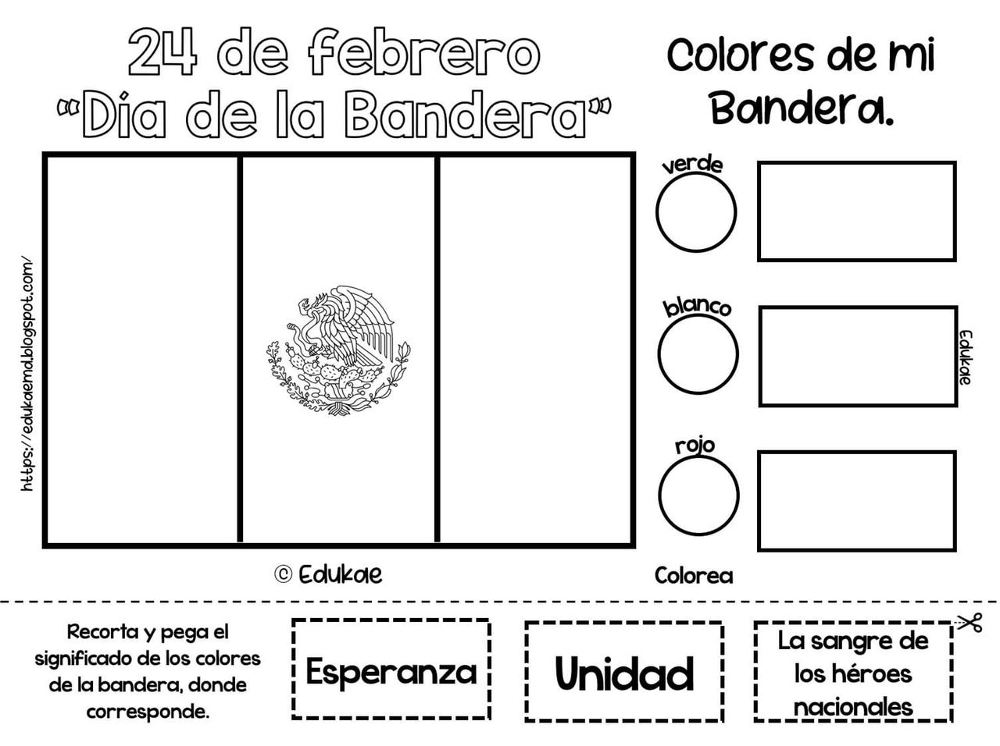 24 de febrero
“Día de la Bandera”
Colores de mi
Bandera.
verde
blanco
rojo
https://edukaemd.blogspot.com/
Edukae
© Edukae
Colorea
Recorta y pega el
significado de los colores
de la bandera, donde
corresponde.
Esperanza
Unidad
La sangre de
los héroes
nacionales